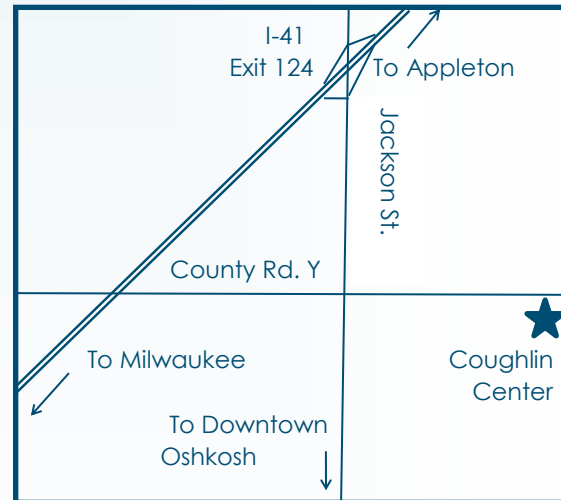 I-41
Exit 124
To Appleton
Jackson St.
County Rd. Y
To Milwaukee
Coughlin
Center
To Downtown
Oshkosh